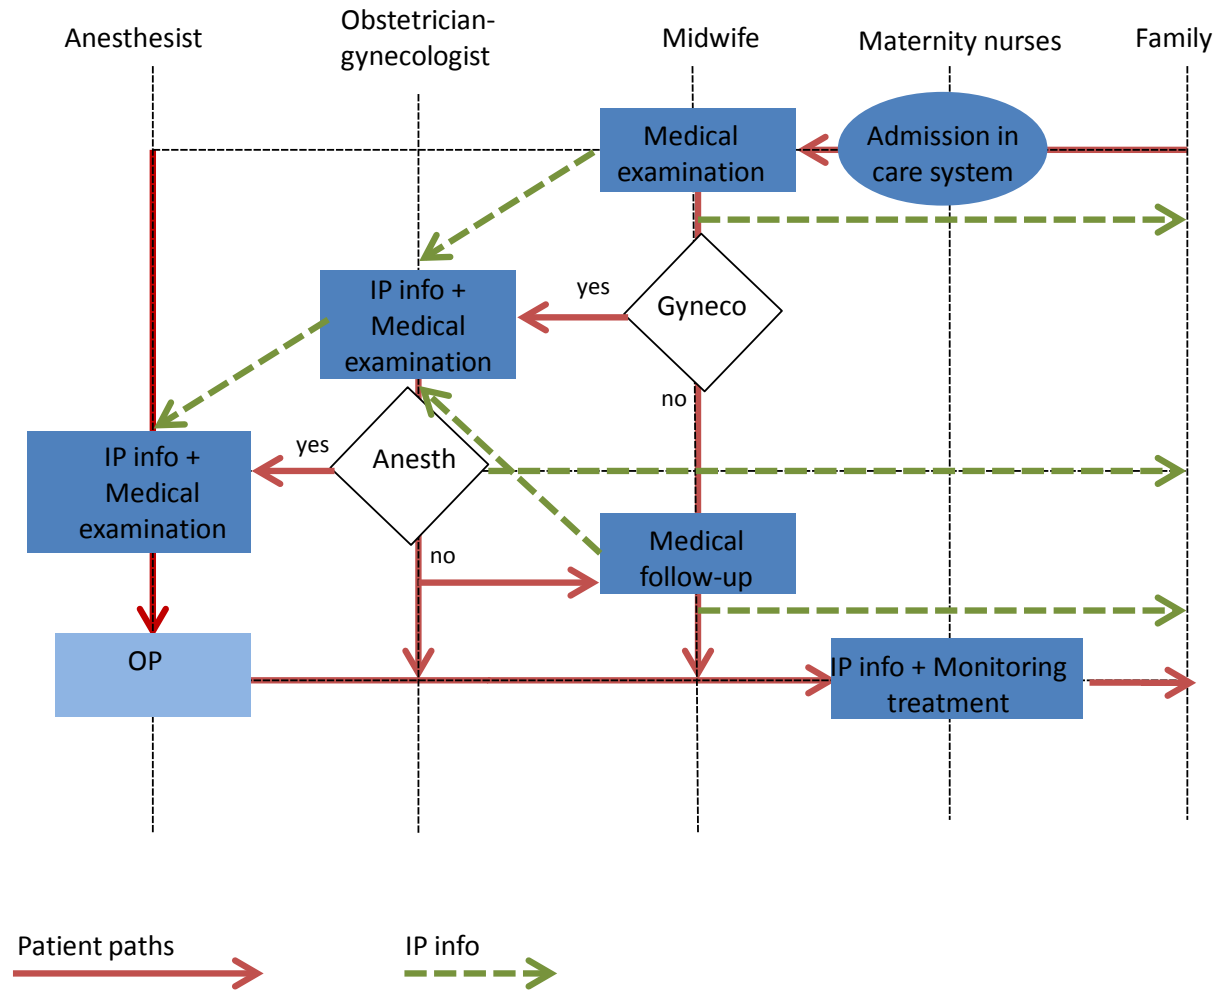 Anesthesist
Obstetrician-
gynecologist
Midwife
Maternity nurses
Family
Medical
examination
Admission in
care system
IP info +
Medical
examination
yes
Gyneco
no
IP info +
Medical
examination
yes
Anesth
no
Medical
follow-up
OP
IP info + Monitoring
treatment
Patient paths
IP info